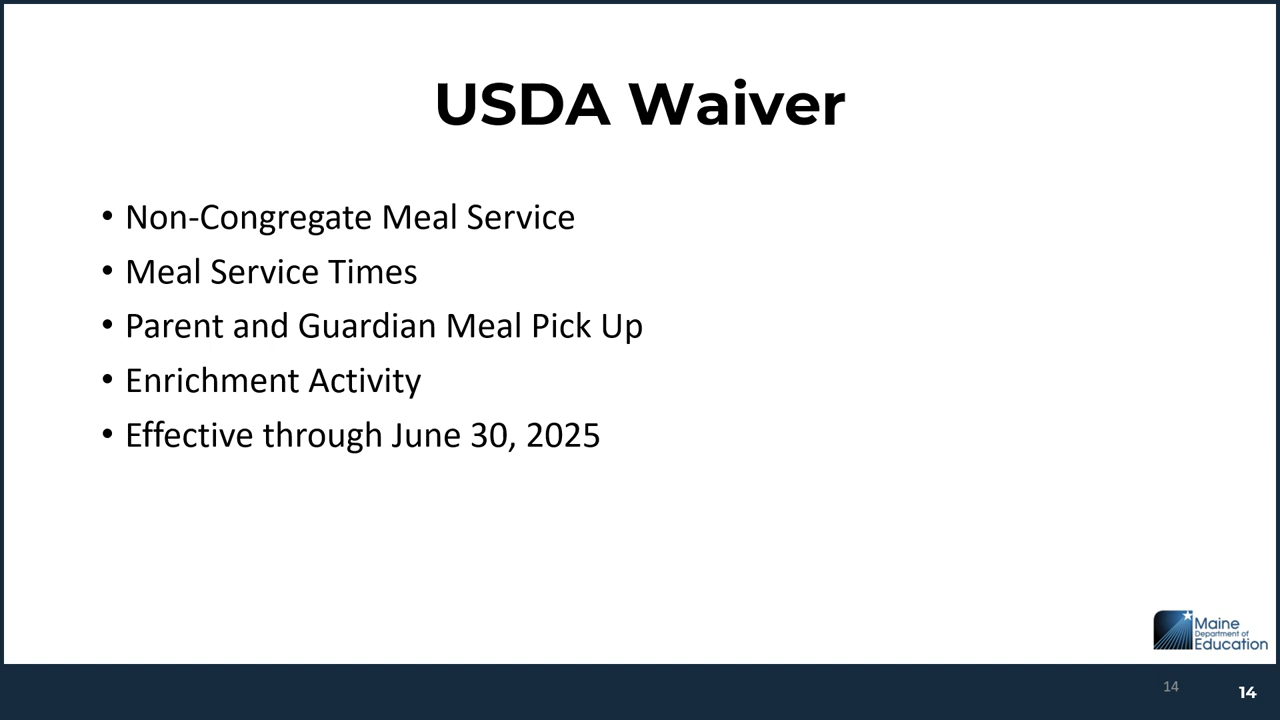 USDA Waiver
• Non-Congregate Meal Service
• Meal Service Times
• Parent and Guardian Meal Pick Up
• Enrichment Activity
• Effective through June 30, 2025
Maine
Department of
Education
14
14